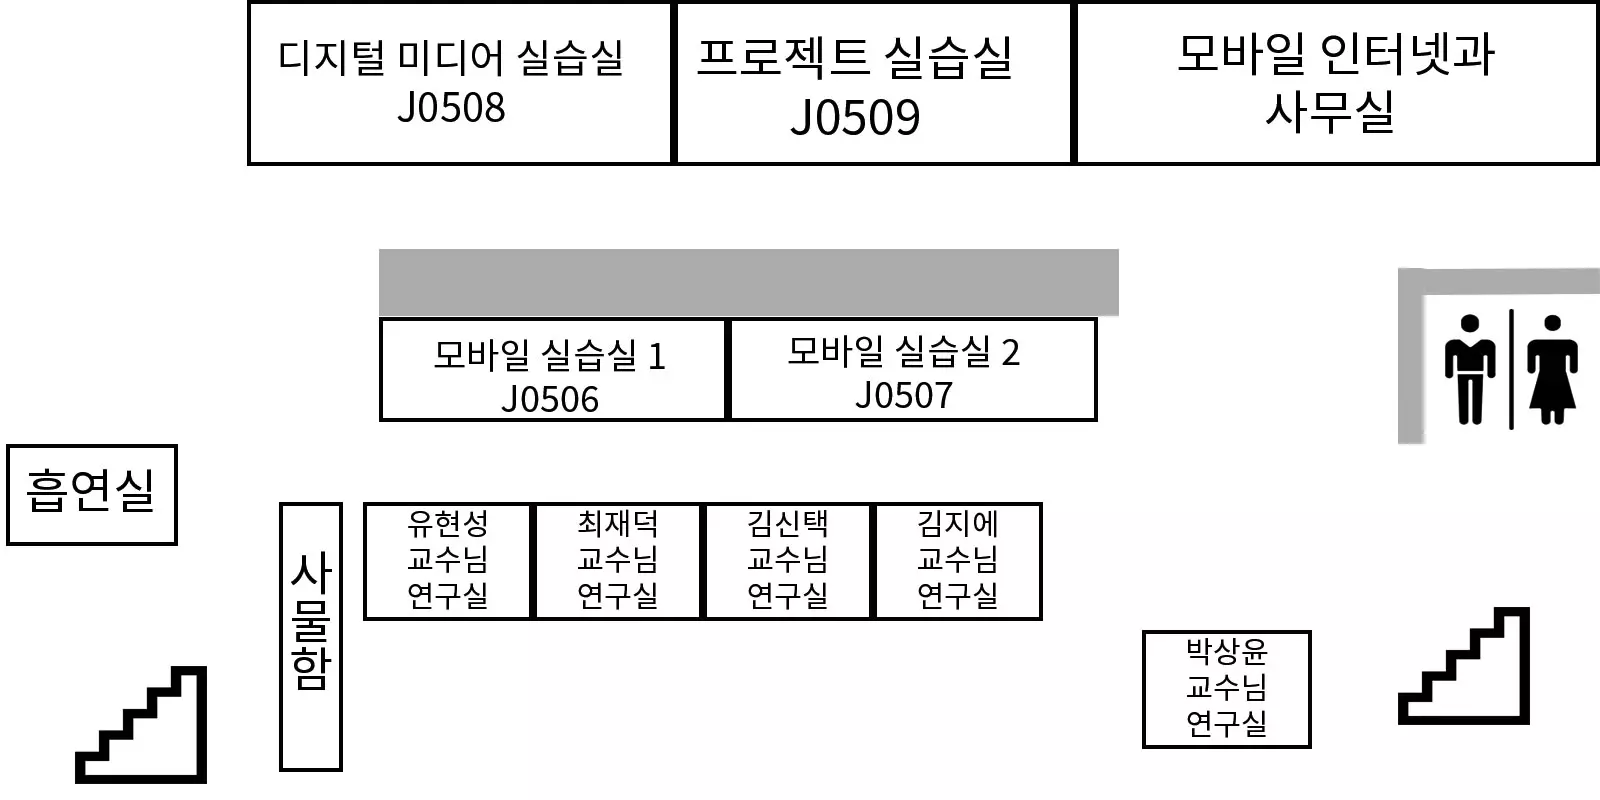 디지털 미디어 실습실
J0508
프로젝트 실습실
J0509
모바일 인터넷과
사무실
모바일 실습실 1
J0506
모바일 실습실 2
J0507
흡연실
사
물
함
유현성
교수님
연구실
최재덕
교수님
연구실
김신택
교수님
연구실
김지에
교수님
연구실
박상윤
교수님
연구실